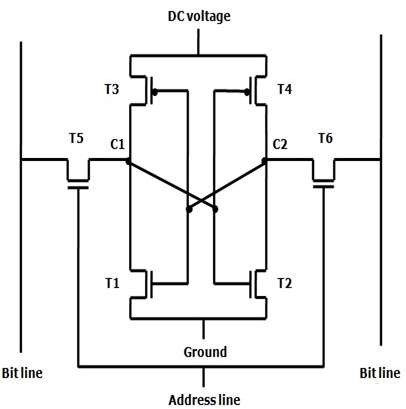 DC voltage
T3
T4
T5
C1
C2
T6
T1
T2
Ground
Bit line
Bit line
Address line